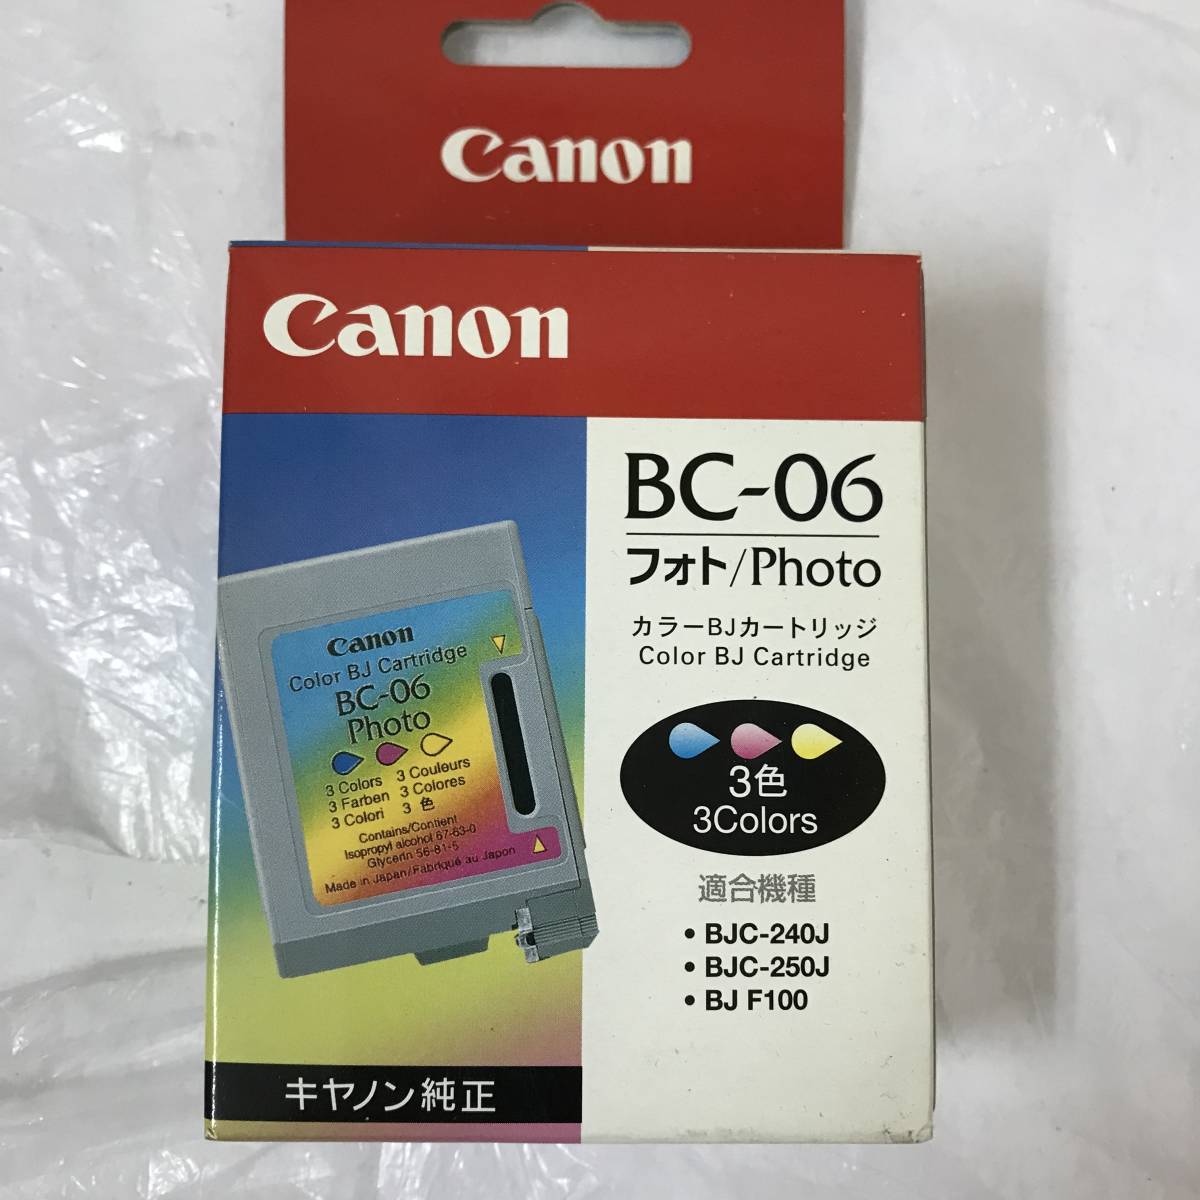 Canon
Canon
BC-06
フォト/Photo
カラーBJカートリッジ
Color BJ Cartridge
3色
3Colors
適合機種
• BJC-240J
• BJC-250J
• BJ F100
Canon
Color BJ Cartridge
BC-06
Photo
3 Colors 3 Couleurs
3 Farben 3 Colores
3 Colori 3 色
Contains/Contient
Isopropyl alcohol 67-63-0
Glycerin 56-81-5
Made in Japan/Fabriqué au Japon
キヤノン純正